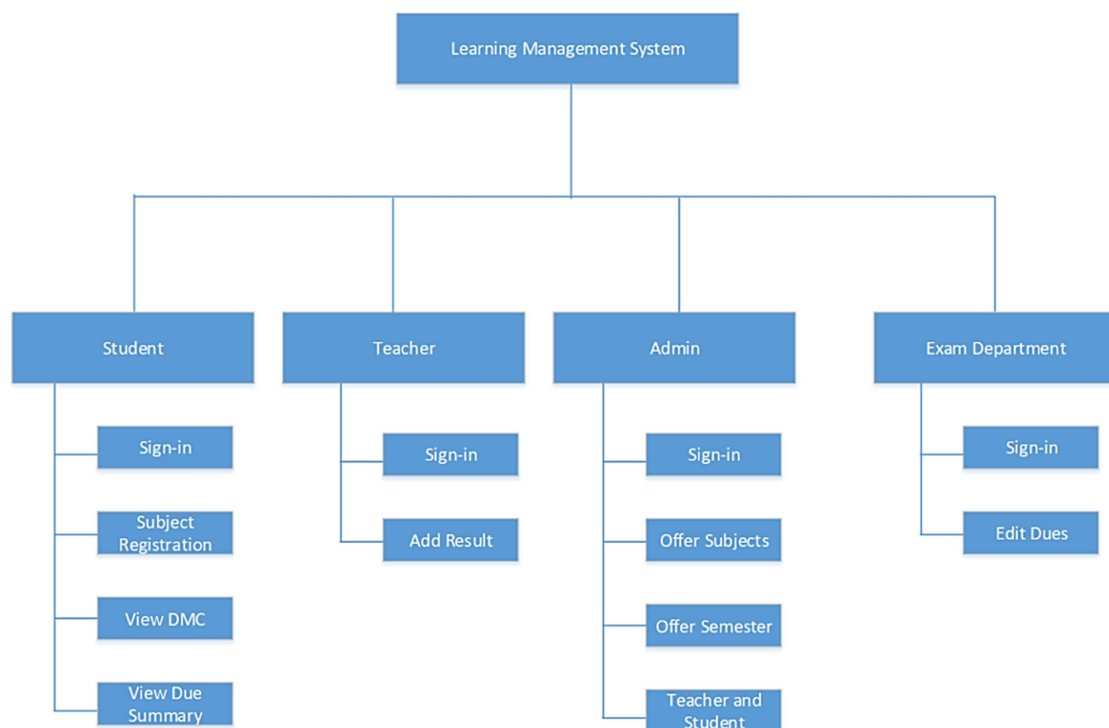 Learning Management System
Student
Teacher
Admin
Exam Department
Sign-in
Subject
Registration
View DMC
View Due
Summary
Sign-in
Add Result
Sign-in
Offer Subjects
Offer Semester
Teacher and
Student
Sign-in
Edit Dues